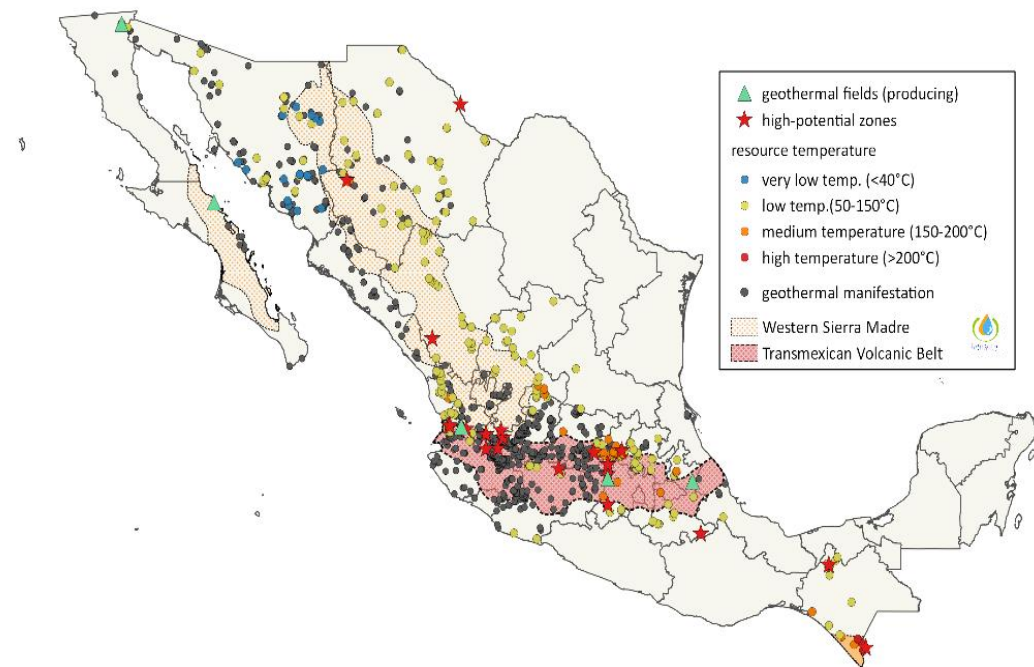 geothermal fields (producing)
high-potential zones
resource temperature
very low temp. (<40°C)
low temp.(50-150°C)
medium temperature (150-200°C)
high temperature (>200°C)
geothermal manifestation
Western Sierra Madre
Transmexican Volcanic Belt